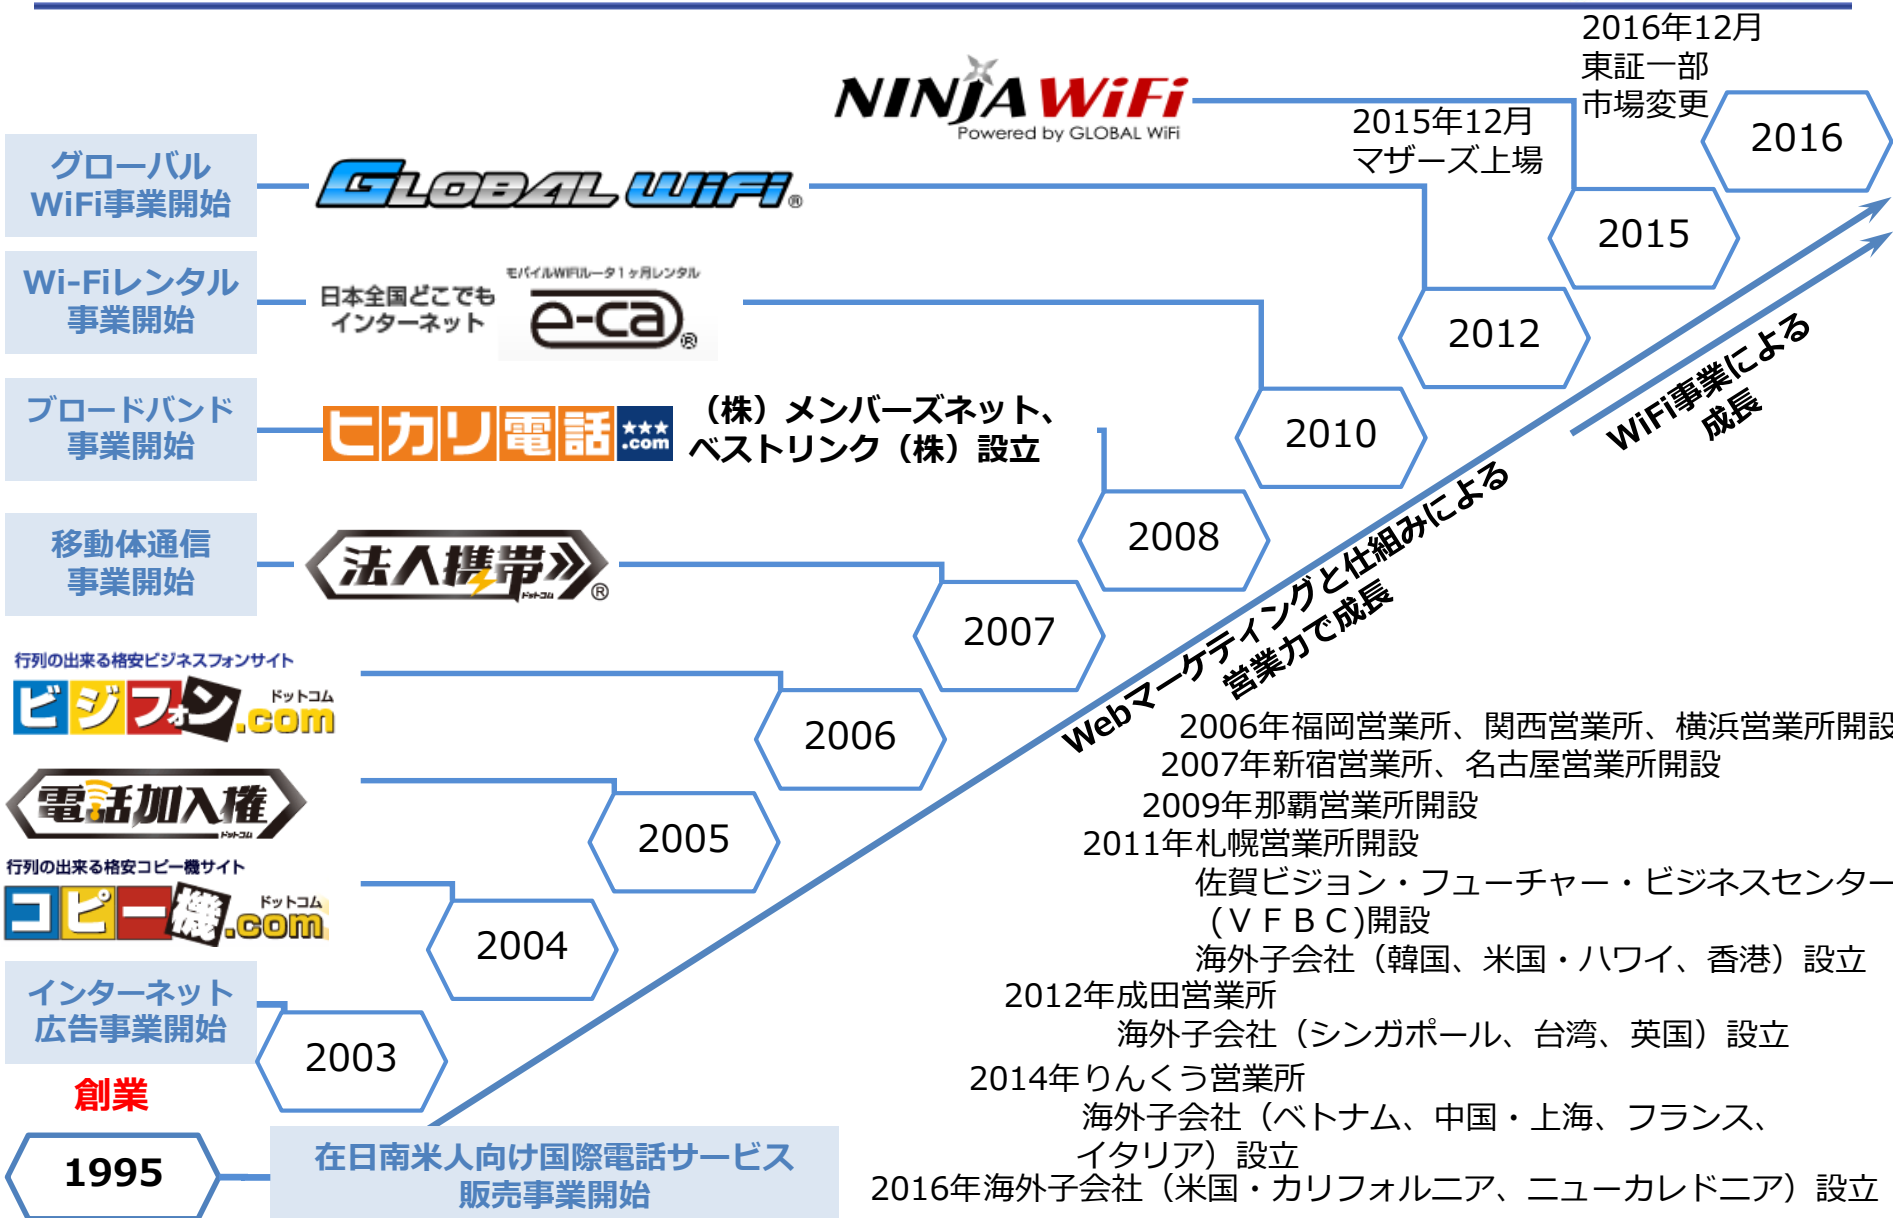 2016年12月
東証一部
市場変更
2016
NINJA WiFi
Powered by GLOBAL WiFi
2015年12月
マザーズ上場
グローバル
WiFi事業開始
GLOBAL WiFi®
2015
Wi-Fiレンタル
事業開始
日本全国どこでも
インターネット
モバイルWIFIルータ1ヶ月レンタル
e-ca®
2012
WiFi事業による
成長
ブロードバンド
事業開始
ヒカリ電話
★★★
.com
（株）メンバーズネット、
ベストリンク（株）設立
2010
移動体通信
事業開始
法人携帯
ドットコム
®
2008
Webマーケティングと仕組みによる
営業力で成長
2007
行列の出来る格安ビジネスフォンサイト
ビジフォン.com
ドットコム
2006
電話加入権
ドットコム
2005
行列の出来る格安コピー機サイト
コピー機.com
ドットコム
2004
インターネット
広告事業開始
2003
創業
1995
在日南米人向け国際電話サービス
販売事業開始
2006年福岡営業所、関西営業所、横浜営業所開設
2007年新宿営業所、名古屋営業所開設
2009年那覇営業所開設
2011年札幌営業所開設
佐賀ビジョン・フューチャー・ビジネスセンター
(ＶＦＢＣ)開設
海外子会社（韓国、米国・ハワイ、香港）設立
2012年成田営業所
海外子会社（シンガポール、台湾、英国）設立
2014年りんくう営業所
海外子会社（ベトナム、中国・上海、フランス、
イタリア）設立
2016年海外子会社（米国・カリフォルニア、ニューカレドニア）設立